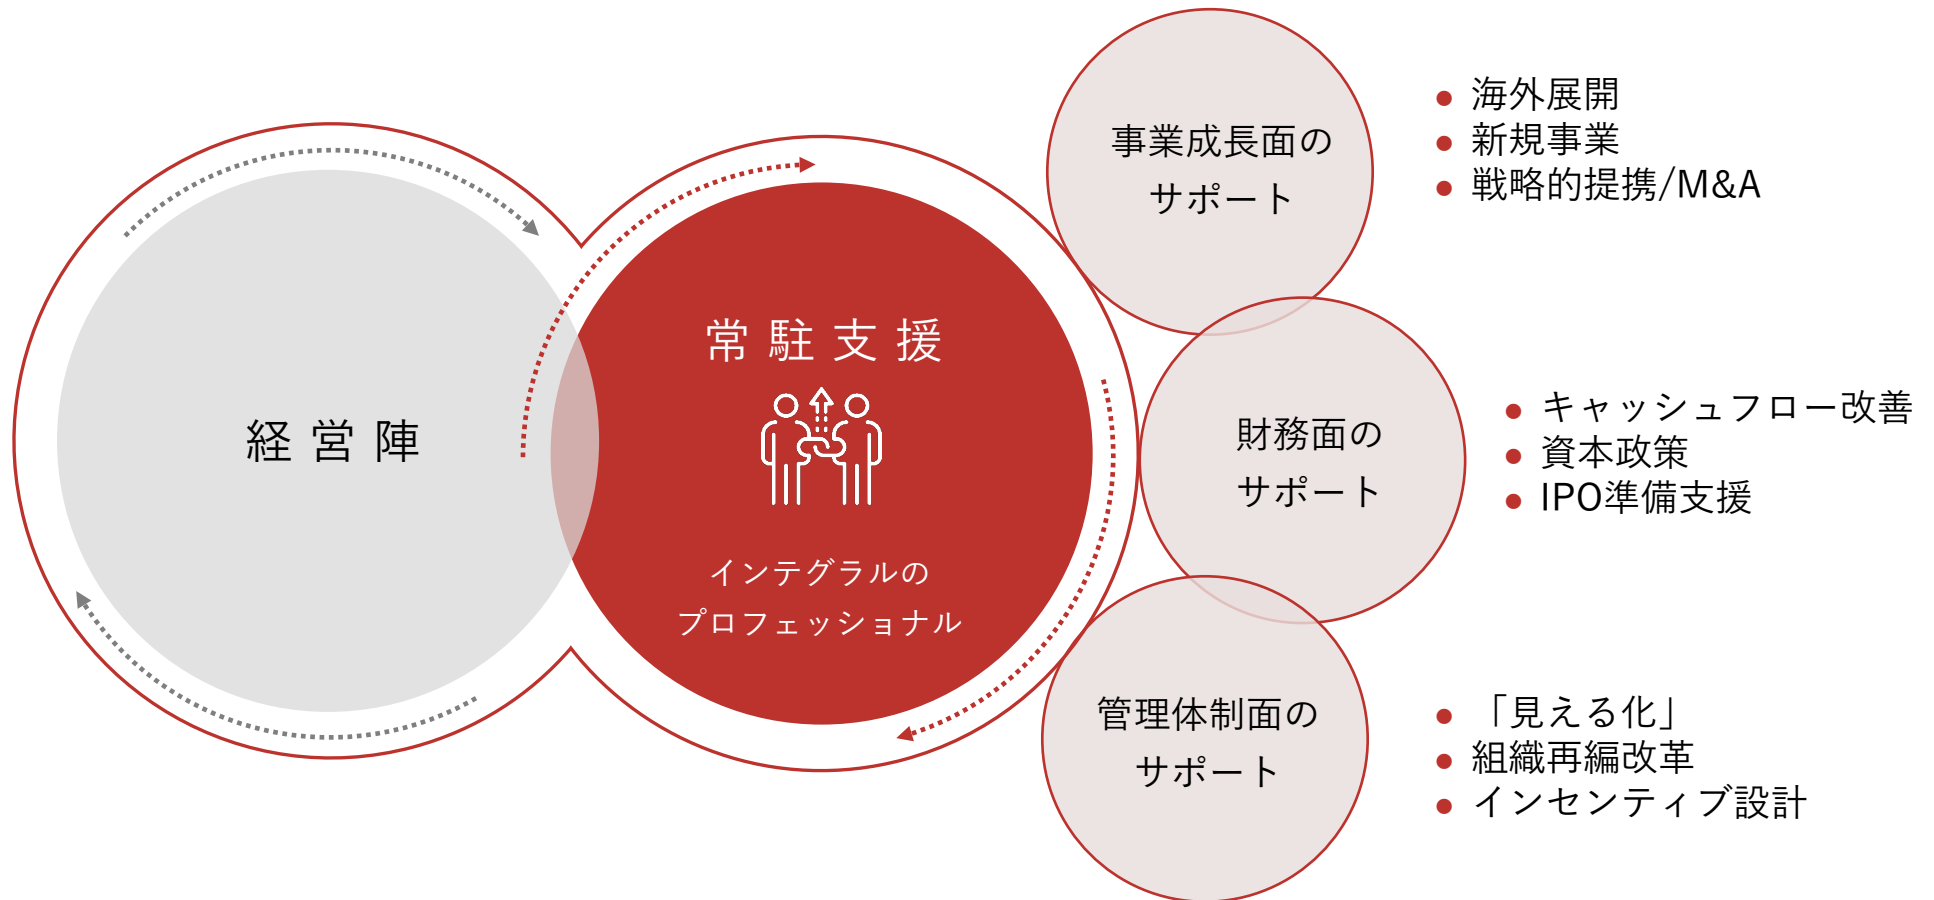 経営陣
常駐支援
インテグラルの
プロフェッショナル
事業成長面の
サポート
海外展開
新規事業
戦略的提携/M&A
財務面の
サポート
キャッシュフロー改善
資本政策
IPO準備支援
管理体制面の
サポート
「見える化」
組織再編改革
インセンティブ設計